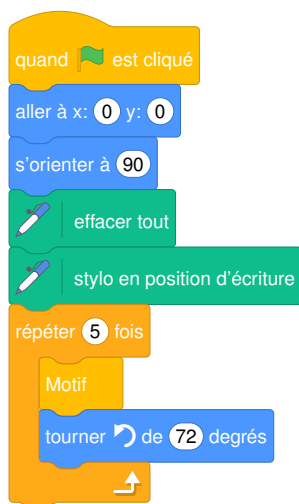 quand est cliqué
aller à x: 0 y: 0
s'orienter à 90
effacer tout
stylo en position d'écriture
répéter 5 fois
Motif
tourner de 72 degrés